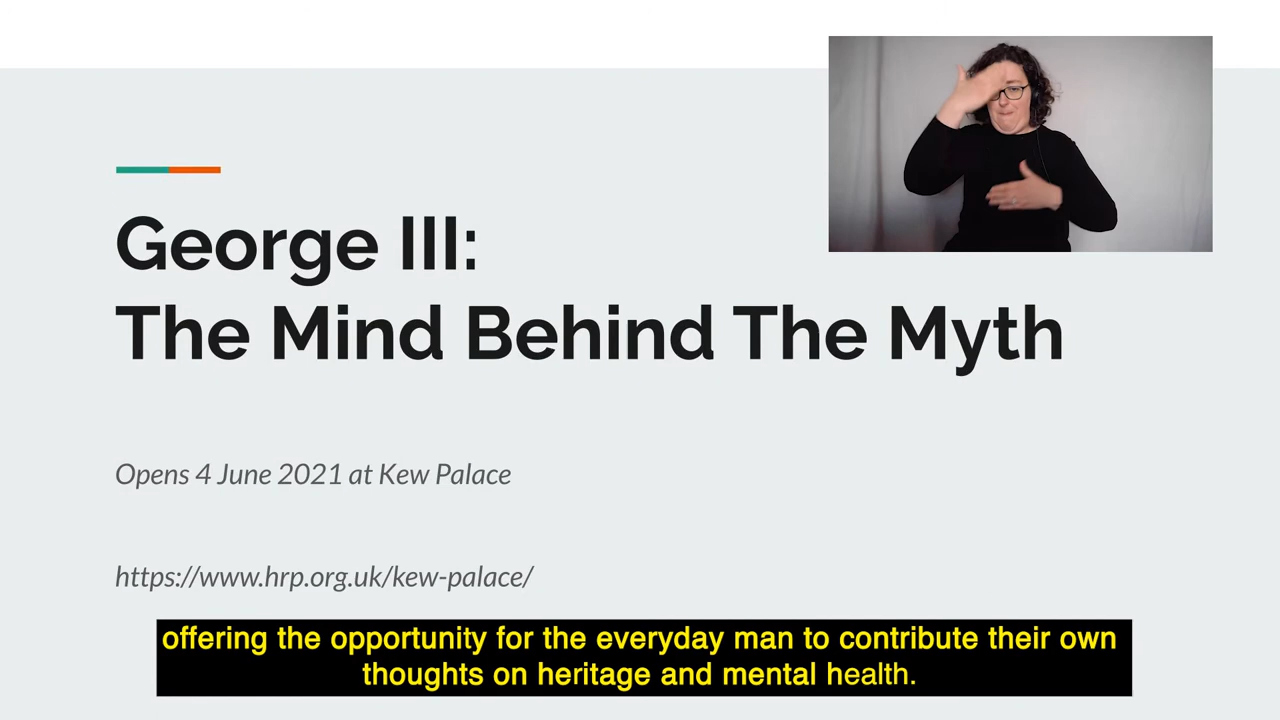 George III:
The Mind Behind The Myth
Opens 4 June 2021 at Kew Palace
https://www.hrp.org.uk/kew-palace/
offering the opportunity for the everyday man to contribute their own
thoughts on heritage and mental health.